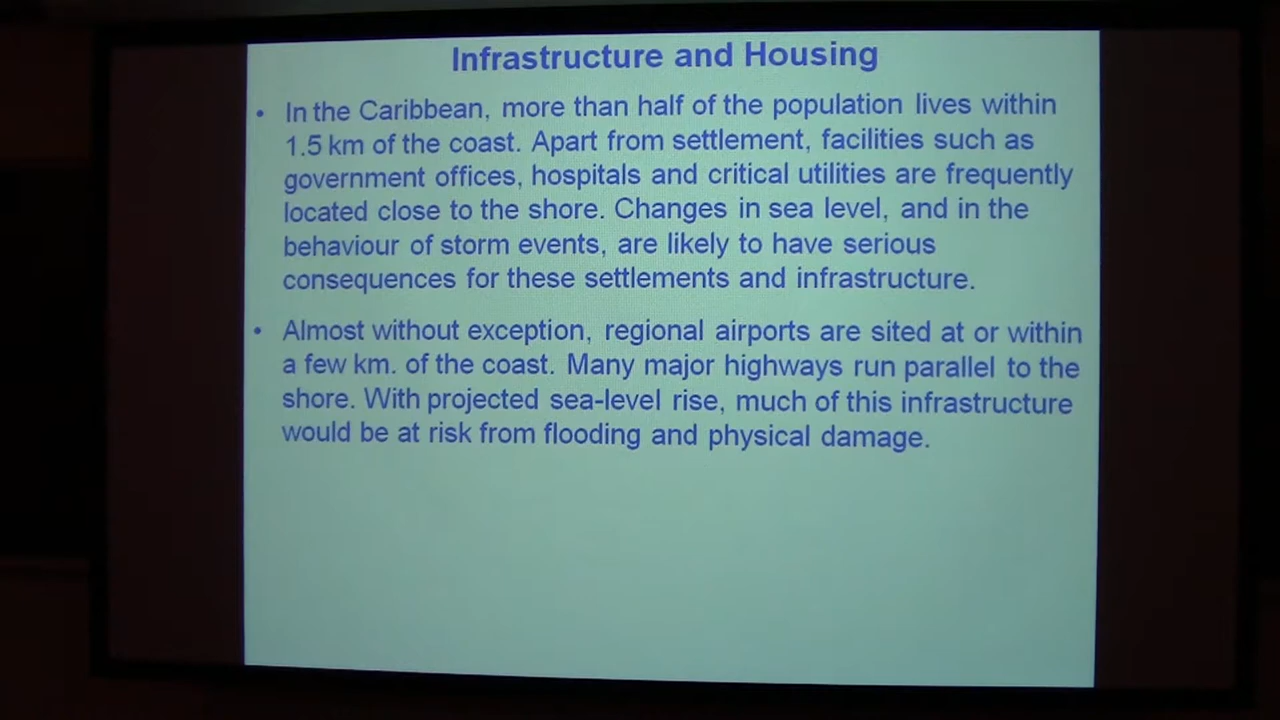 Infrastructure and Housing
• In the Caribbean, more than half of the population lives within
1.5 km of the coast. Apart from settlement, facilities such as
government offices, hospitals and critical utilities are frequently
located close to the shore. Changes in sea level, and in the
behaviour of storm events, are likely to have serious
consequences for these settlements and infrastructure.
• Almost without exception, regional airports are sited at or within
a few km. of the coast. Many major highways run parallel to the
shore. With projected sea-level rise, much of this infrastructure
would be at risk from flooding and physical damage.